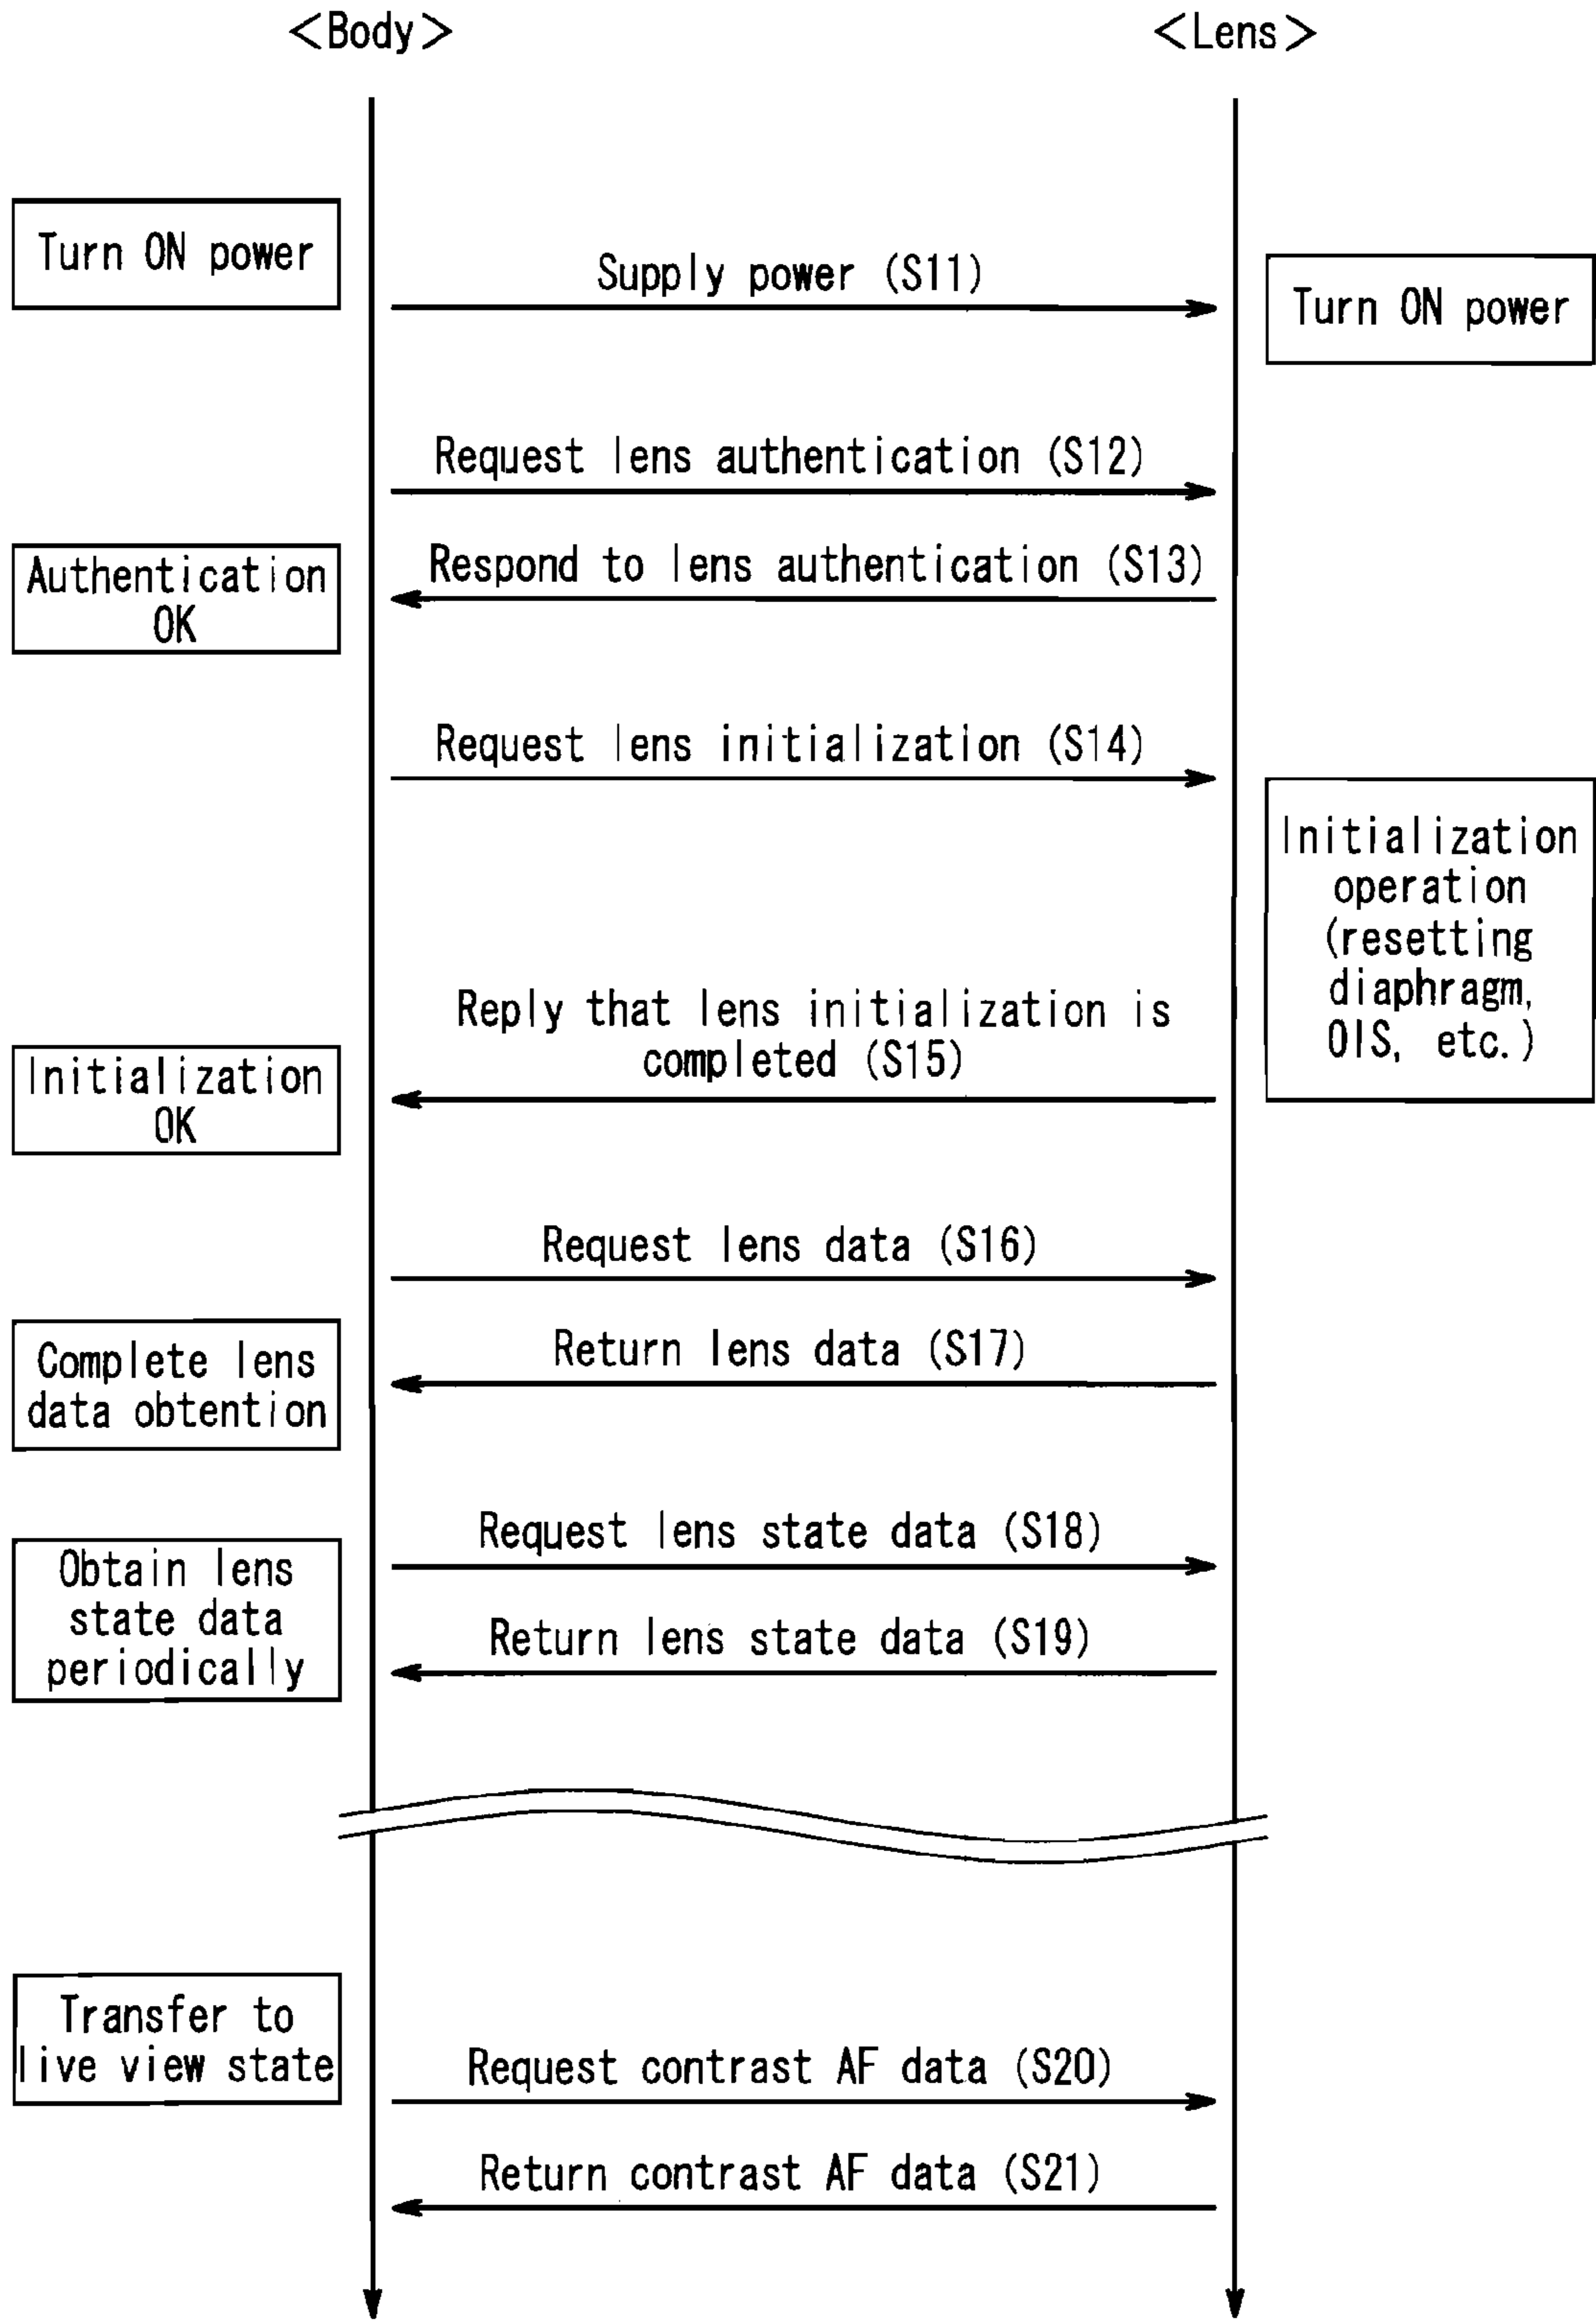 <Body>
<Lens>
Turn ON power
Supply power (S11)
Turn ON power
Request lens authentication (S12)
Respond to lens authentication (S13)
Authentication
OK
Request lens initialization (S14)
Initialization
operation
(resetting
diaphragm,
OIS, etc.)
Reply that lens initialization is
completed (S15)
Initialization
OK
Request lens data (S16)
Return lens data (S17)
Complete lens
data obtention
Request lens state data (S18)
Obtain lens
state data
periodically
Return lens state data (S19)
Transfer to
live view state
Request contrast AF data (S20)
Return contrast AF data (S21)